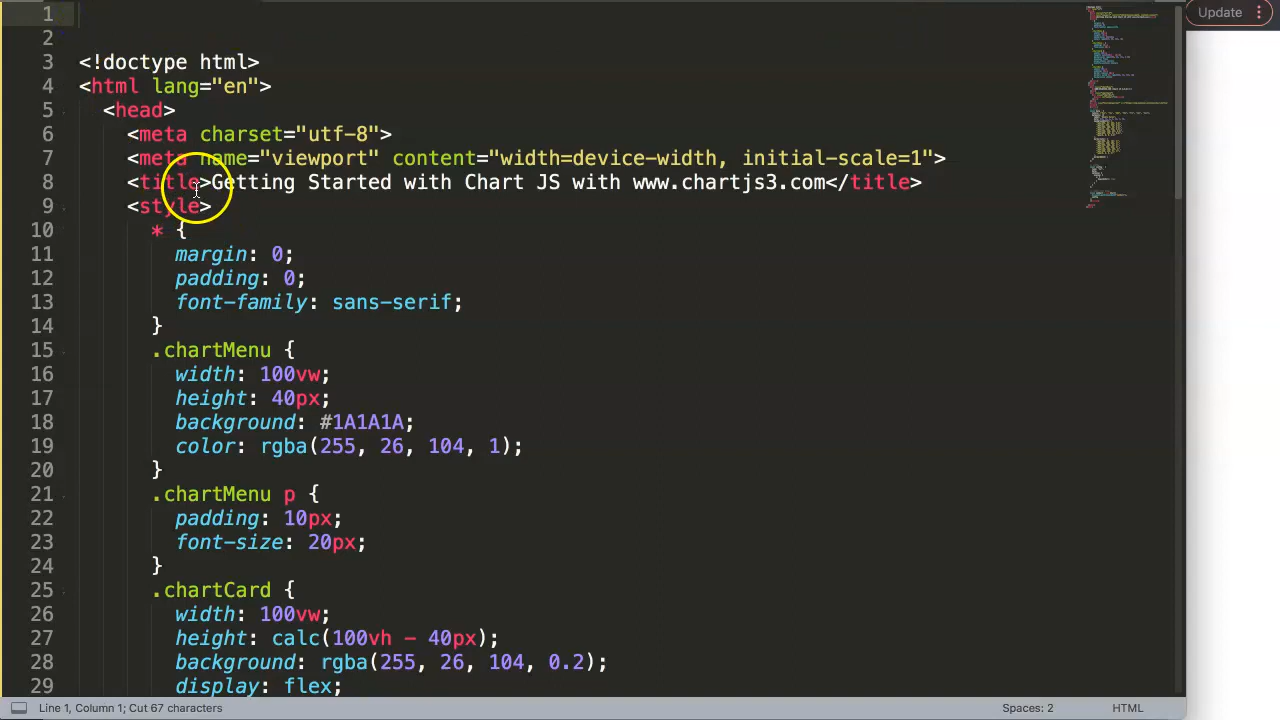 Update
1
2
3 <!doctype html>
4 <html lang="en">
5 <head>
6 <meta charset="utf-8">
7 <meta name="viewport" content="width=device-width, initial-scale=1">
8 <title>Getting Started with Chart JS with www.chartjs3.com</title>
9 <style>
10 * {
11 margin: 0;
12 padding: 0;
13 font-family: sans-serif;
14 }
15 .chartMenu {
16 width: 100vw;
17 height: 40px;
18 background: #1A1A1A;
19 color: rgba(255, 26, 104, 1);
20 }
21 .chartMenu p {
22 padding: 10px;
23 font-size: 20px;
24 }
25 .chartCard {
26 width: 100vw;
27 height: calc(100vh - 40px);
28 background: rgba(255, 26, 104, 0.2);
29 display: flex;
Line 1, Column 1; Cut 67 characters
Spaces: 2
HTML